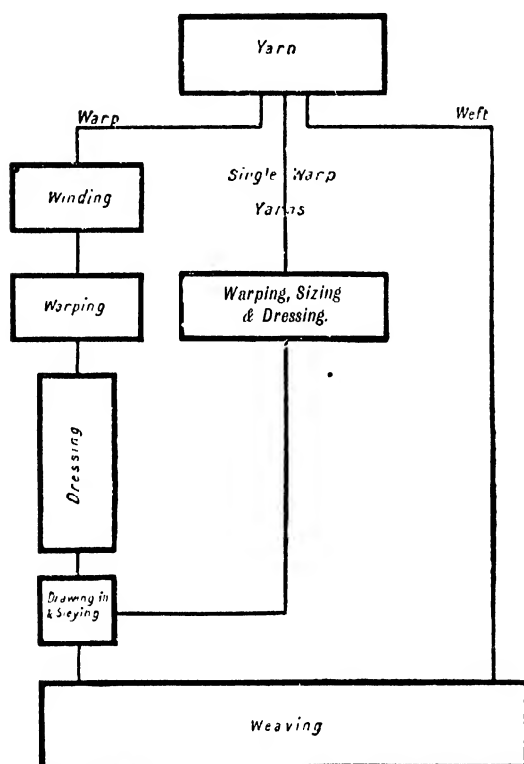 Yarn
Warp
Weft
Single Warp
Yarns
Winding
Warping, Sizing
& Dressing.
Warping
Dressing
Drawing in
& Sleying
Weaving